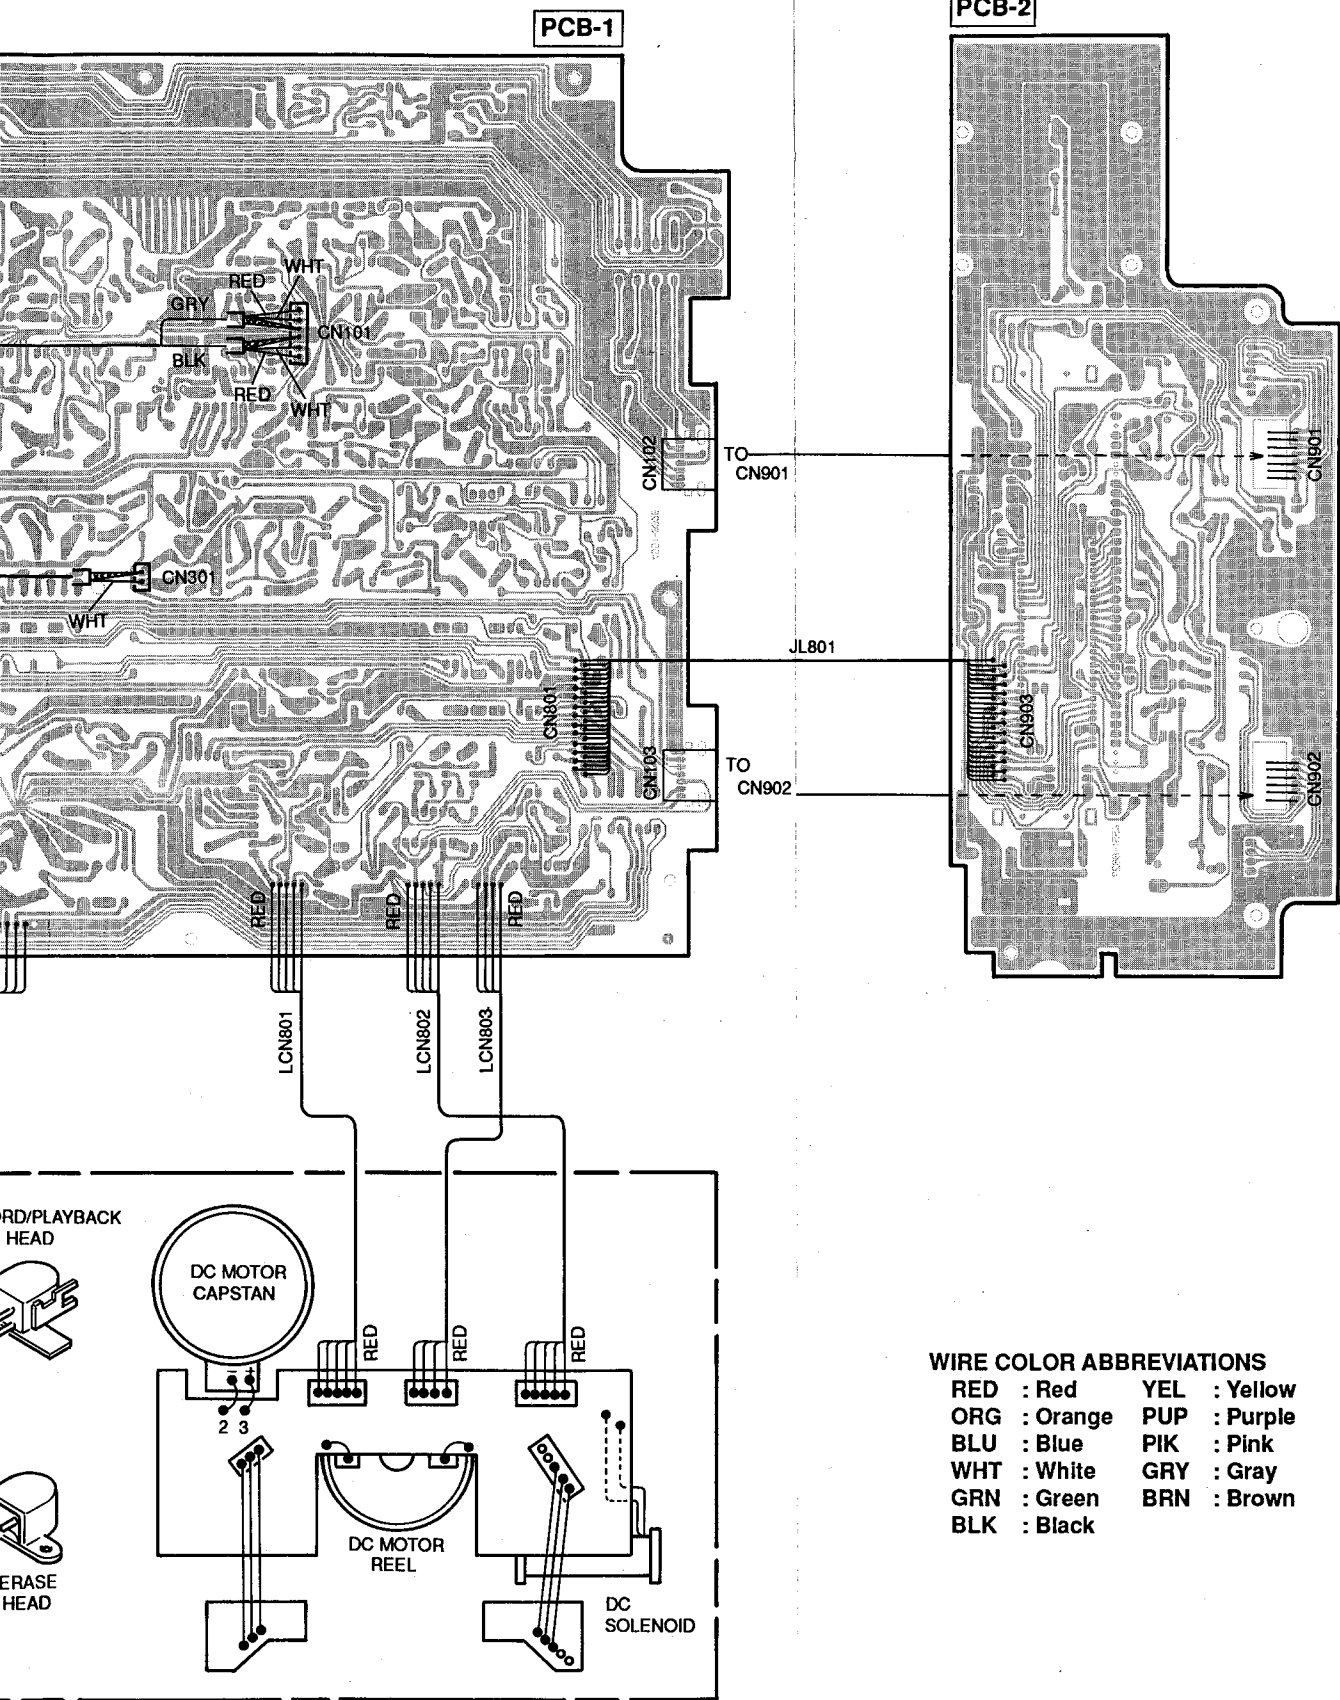 PCB-1
PCB-2
WHT
RED
GRY
CN101
BLK
RED
WHT
CN102
TO
CN901
CN901
CN301
WHT
JL801
CN801
CN903
CN103
TO
CN902
CN902
RED
RED
RED
LCN801
LCN802
LCN803
RD/PLAYBACK
HEAD
DC MOTOR
CAPSTAN
RED
RED
RED
− +
2 3
DC MOTOR
REEL
ERASE
HEAD
DC
SOLENOID
WIRE COLOR ABBREVIATIONS
RED : Red YEL : Yellow
ORG : Orange PUP : Purple
BLU : Blue PIK : Pink
WHT : White GRY : Gray
GRN : Green BRN : Brown
BLK : Black